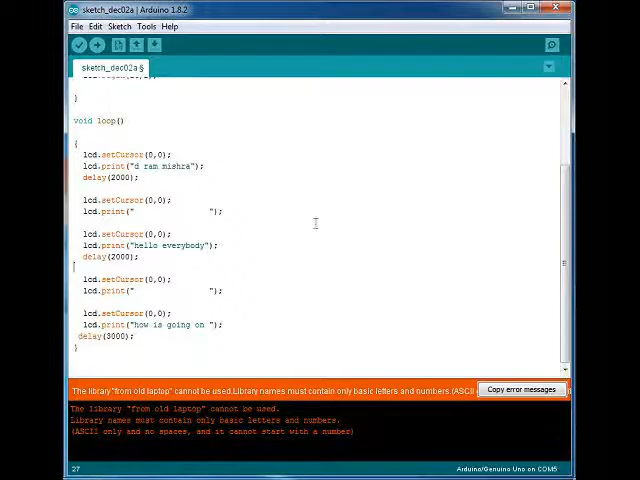 sketch_dec02a | Arduino 1.8.2
File Edit Sketch Tools Help
sketch_dec02a §
}
void loop()
{
lcd.setCursor(0,0);
lcd.print("d ram mishra");
delay(2000);
lcd.setCursor(0,0);
lcd.print("               ");
lcd.setCursor(0,0);
lcd.print("hello everybody");
delay(2000);
lcd.setCursor(0,0);
lcd.print("               ");
lcd.setCursor(0,0);
lcd.print("how is going on ");
delay(3000);
}
The library "from old laptop" cannot be used.Library names must contain only basic letters and numbers. (ASCII
Copy error messages
The library "from old laptop" cannot be used.
Library names must contain only basic letters and numbers.
(ASCII only and no spaces, and it cannot start with a number)
27
Arduino/Genuino Uno on COM5